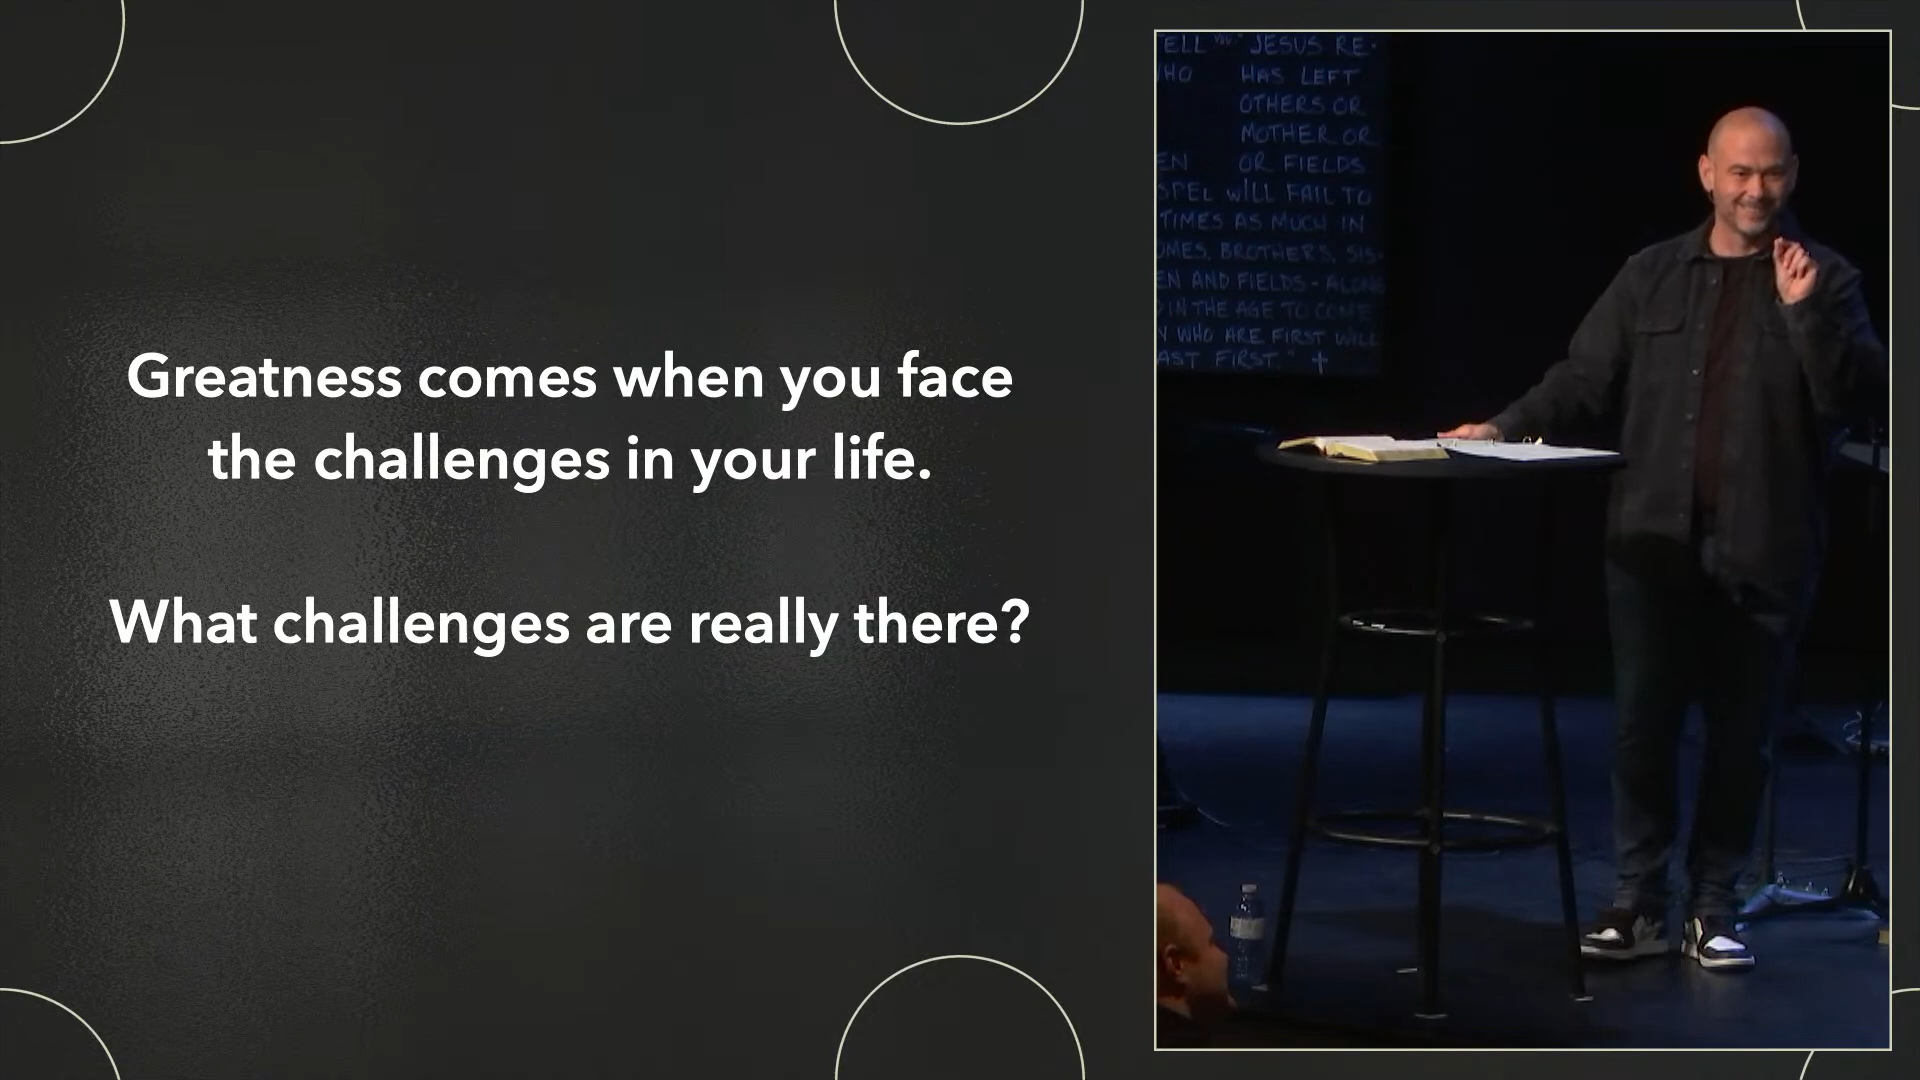 Greatness comes when you face
the challenges in your life.
What challenges are really there?
JESUS RE-
HAS LEFT
OTHERS OR
MOTHER OR
OR FIELDS
WILL FAIL TO
TIMES AS MUCH IN
BROTHERS, SIS-
AND FIELDS - ALONG
IN THE AGE TO COME
WHO ARE FIRST WILL
FIRST."